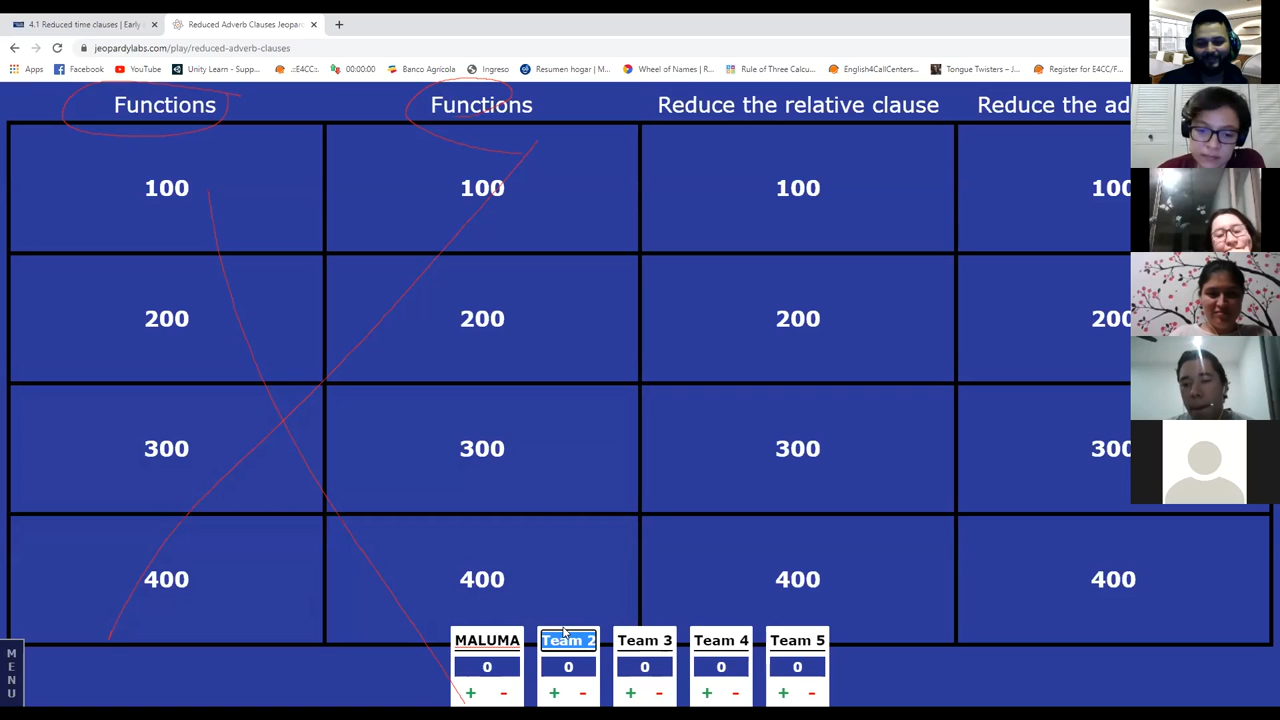 4.1 Reduced time clauses | Early
Reduced Adverb Clauses Jeopar
jeopardylabs.com/play/reduced-adverb-clauses
Apps Facebook YouTube Unity Learn - Supp... .::E4CC:. 00:00:00 Banco Agrícola Ingreso Resumen hogar | M... Wheel of Names | R... Rule of Three Calcu... English4CallCenters... Tongue Twisters – J... Register for E4CC/F...
Functions Functions Reduce the relative clause Reduce the ad
100 100 100 100
200 200 200 200
300 300 300 300
400 400 400 400
MENU
MALUMA Team 2 Team 3 Team 4 Team 5
0 0 0 0 0
+ - + - + - + - + -